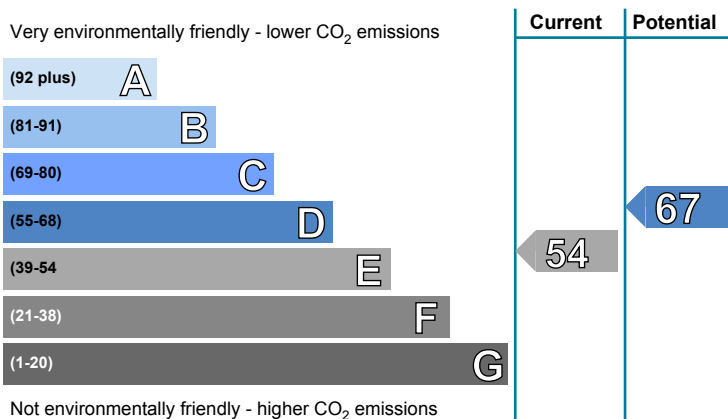 Current Potential
Very environmentally friendly - lower CO₂ emissions
(92 plus) A
(81-91) B
(69-80) C
(55-68) D
67
(39-54 E
54
(21-38) F
(1-20) G
Not environmentally friendly - higher CO₂ emissions